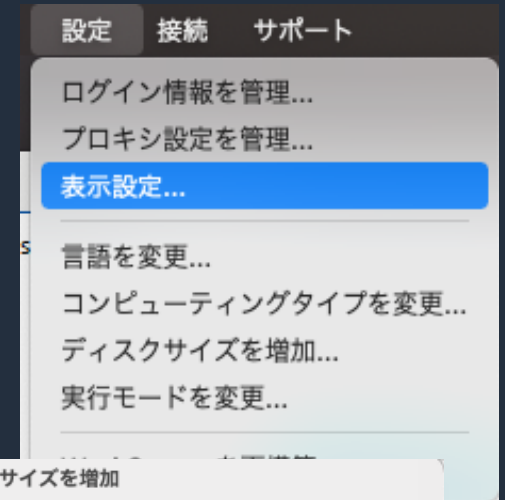 設定 接続 サポート
ログイン情報を管理...
プロキシ設定を管理...
表示設定...
s
言語を変更...
コンピューティングタイプを変更...
ディスクサイズを増加...
実行モードを変更...
サイズを増加